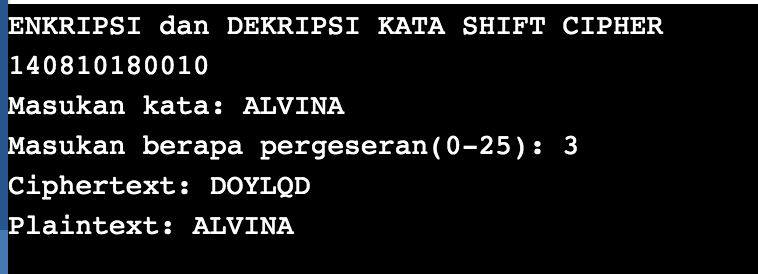 ENKRIPSI dan DEKRIPSI KATA SHIFT CIPHER
140810180010
Masukan kata: ALVINA
Masukan berapa pergeseran(0-25): 3
Ciphertext: DOYLQD
Plaintext: ALVINA